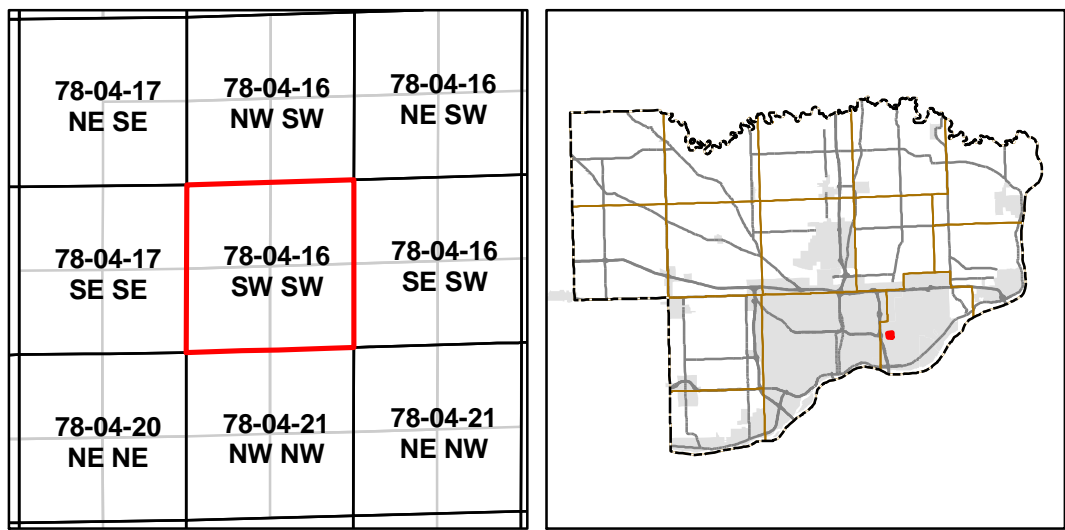 78-04-17
NE SE
78-04-16
NW SW
78-04-16
NE SW
78-04-17
SE SE
78-04-16
SW SW
78-04-16
SE SW
78-04-20
NE NE
78-04-21
NW NW
78-04-21
NE NW